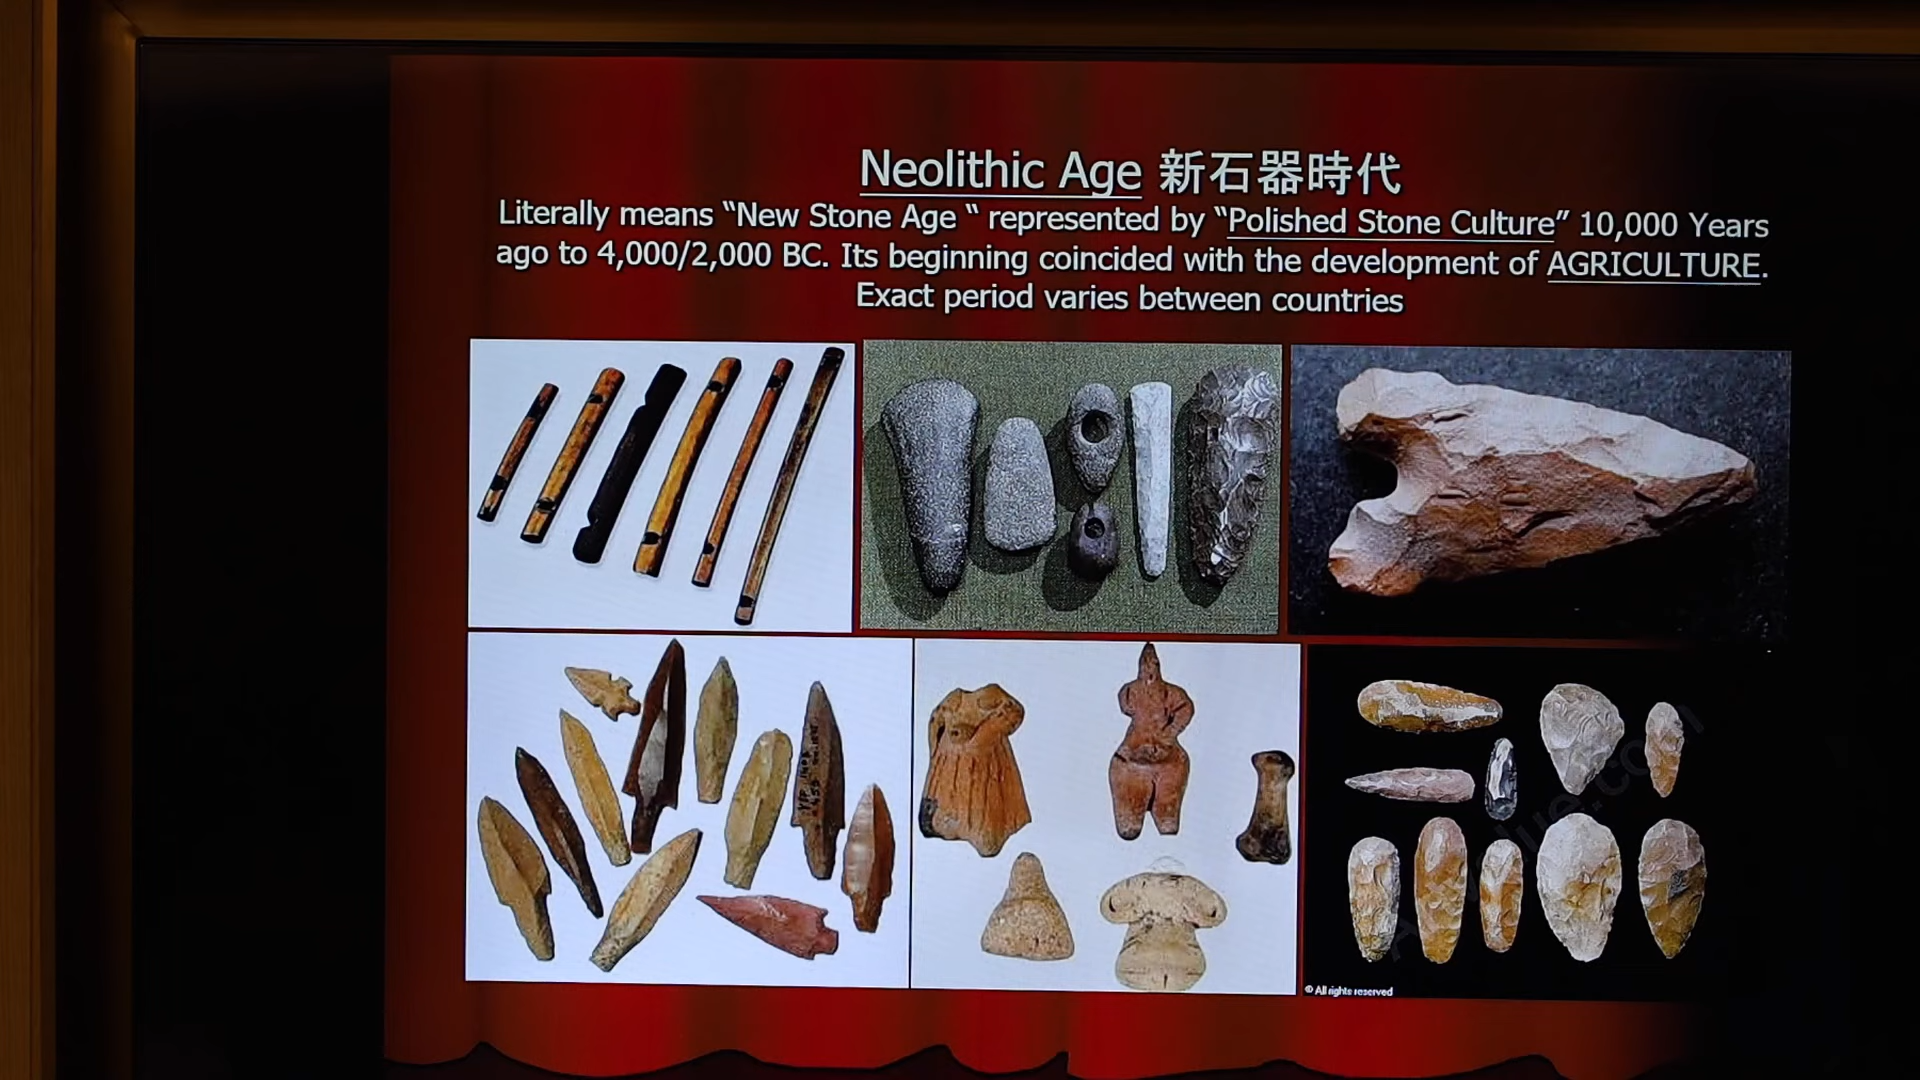 Neolithic Age 新石器時代
Literally means “New Stone Age “ represented by “Polished Stone Culture” 10,000 Years
ago to 4,000/2,000 BC. Its beginning coincided with the development of AGRICULTURE.
Exact period varies between countries
© All rights reserved